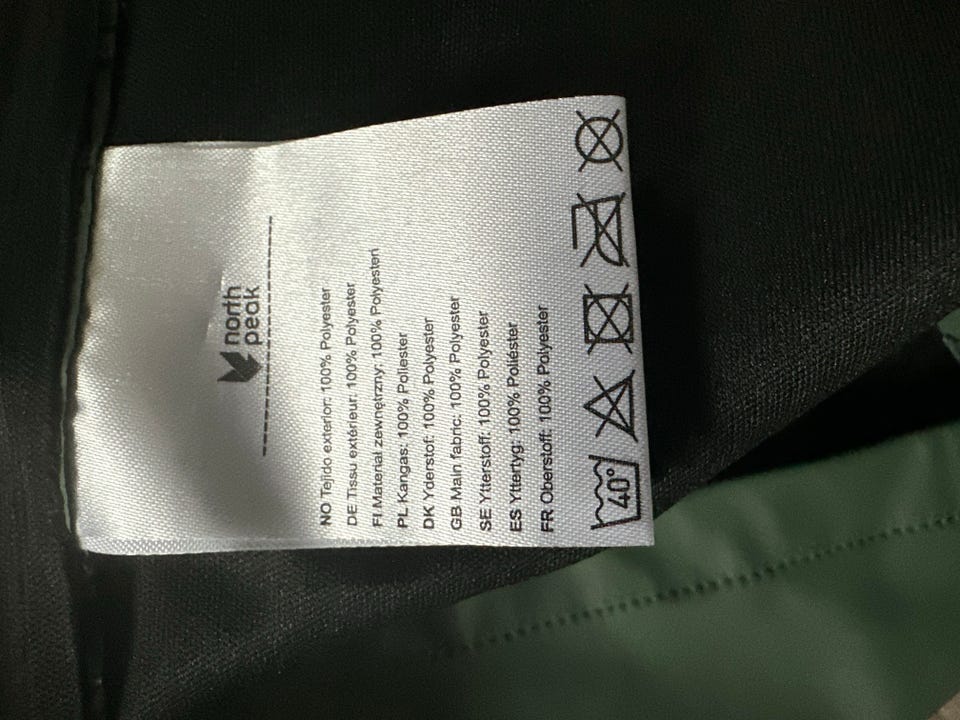 north
peak
NO Tejido exterior: 100% Polyester
DE Tissu extérieur: 100% Polyester
FI.Materiał zewnętrzny: 100% Polyesteri
PL Kangas: 100% Poliester
DK Yderstof: 100% Polyester
GB Main fabric: 100% Polyester
SE Ytterstoff: 100% Polyester
ES Yttertyg: 100% Poliéster
FR Oberstoff: 100% Polyester
40°